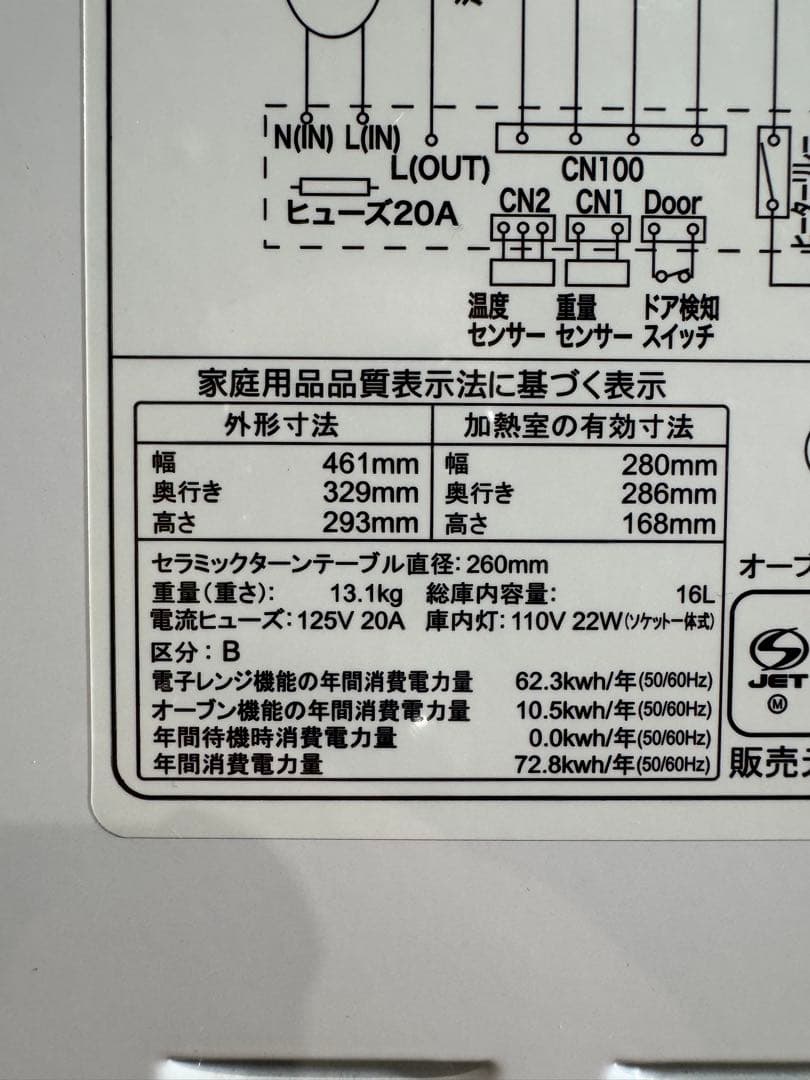 N(IN) L(IN)
L(OUT)
CN100
ヒューズ20A
CN2 CN1 Door
温度 重量 ドア検知
センサー センサー スイッチ
家庭用品品質表示法に基づく表示
外形寸法 加熱室の有効寸法
幅 461mm 幅 280mm
奥行き 329mm 奥行き 286mm
高さ 293mm 高さ 168mm
セラミックターンテーブル直径:260mm
重量(重さ): 13.1kg 総庫内容量: 16L
電流ヒューズ:125V 20A 庫内灯:110V 22W(ソケット一体式)
区分:B
電子レンジ機能の年間消費電力量 62.3kwh/年(50/60Hz)
オーブン機能の年間消費電力量 10.5kwh/年(50/60Hz)
年間待機時消費電力量 0.0kwh/年(50/60Hz)
年間消費電力量 72.8kwh/年(50/60Hz)
オーブ
JET
M
販売